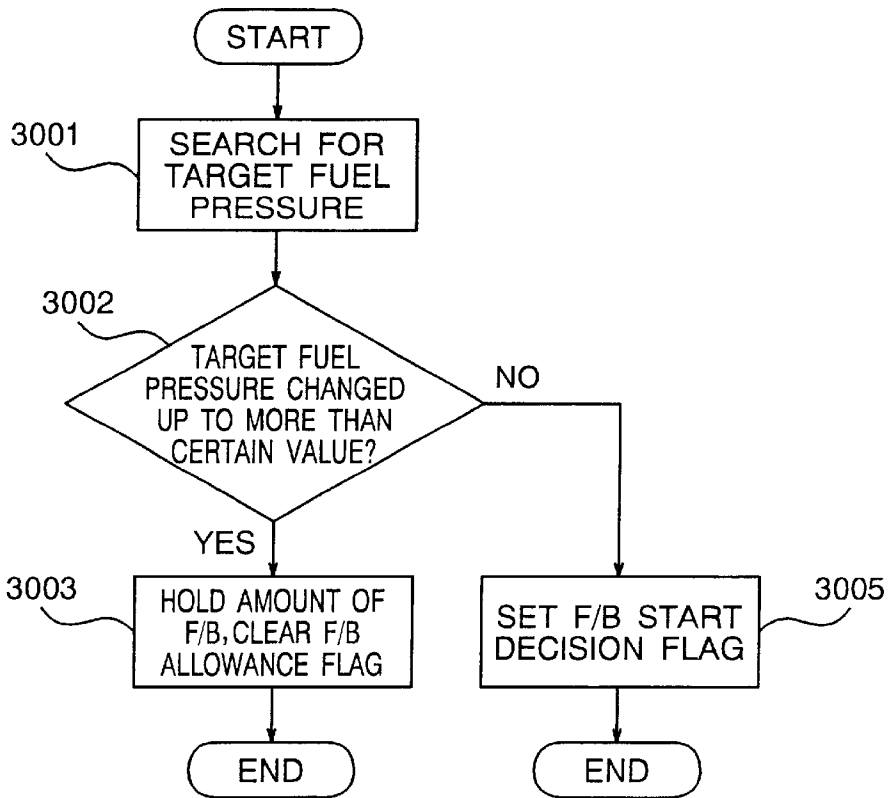 START
3001
SEARCH FOR
TARGET FUEL
PRESSURE
3002
TARGET FUEL
PRESSURE CHANGED
UP TO MORE THAN
CERTAIN VALUE?
NO
YES
3003
HOLD AMOUNT OF
F/B, CLEAR F/B
ALLOWANCE FLAG
SET F/B START
DECISION FLAG
3005
END
END